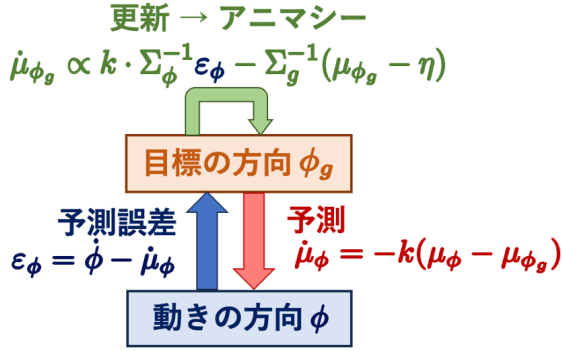 更新 → アニマシー
μ̇_{ϕ_g} ∝ k · Σ_ϕ^{-1} ε_ϕ − Σ_g^{-1}(μ_{ϕ_g} − η)
目標の方向 ϕ_g
予測誤差
ε_ϕ = ϕ̇ − μ̇_ϕ
予測
μ̇_ϕ = −k(μ_ϕ − μ_{ϕ_g})
動きの方向 ϕ